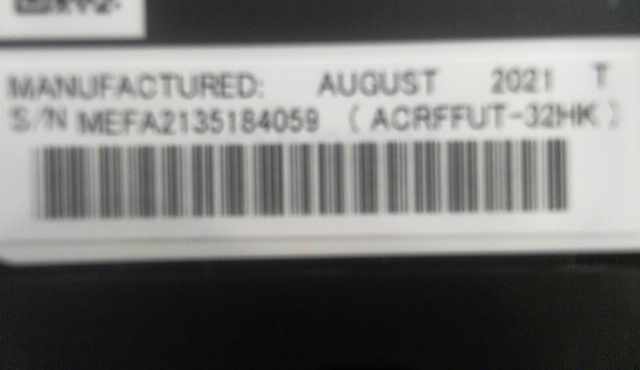 MANUFACTURED: AUGUST 2021 T
S/N MEFA2135184059 (ACRFFUT-32HK)